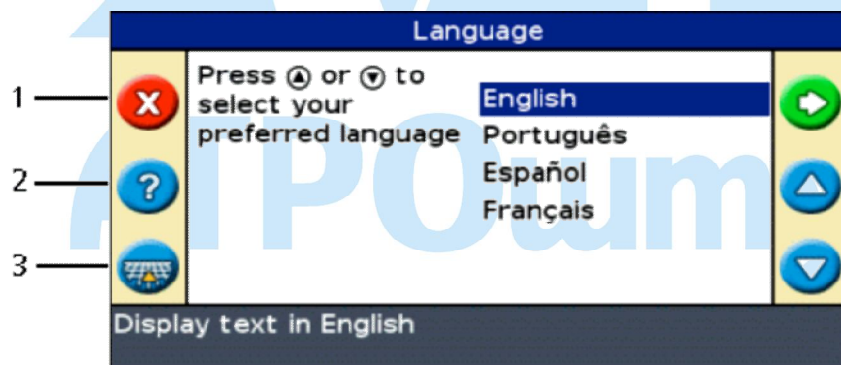 Language
1
Press or to
select your
preferred language
English
Português
Español
Français
2
3
Display text in English
ATPOwm